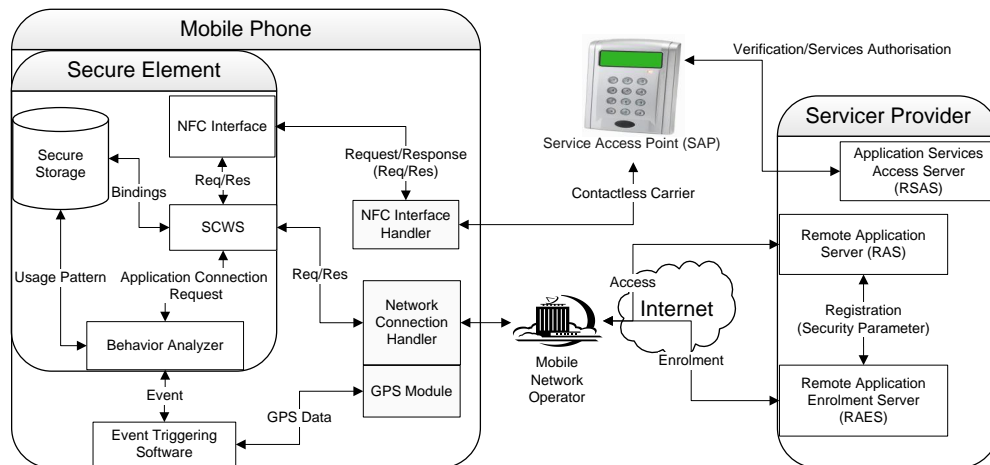 Mobile Phone
Secure Element
NFC Interface
Secure
Storage
Req/Res
Bindings
SCWS
Usage Pattern
Application Connection
Request
Behavior Analyzer
Event
Event Triggering
Software
GPS Data
Request/Response
(Req/Res)
NFC Interface
Handler
Req/Res
Network
Connection
Handler
GPS Module
Service Access Point (SAP)
Contactless Carrier
Verification/Services Authorisation
Mobile
Network
Operator
Access
Internet
Enrolment
Servicer Provider
Application Services
Access Server
(RSAS)
Remote Application
Server (RAS)
Registration
(Security Parameter)
Remote Application
Enrolment Server
(RAES)